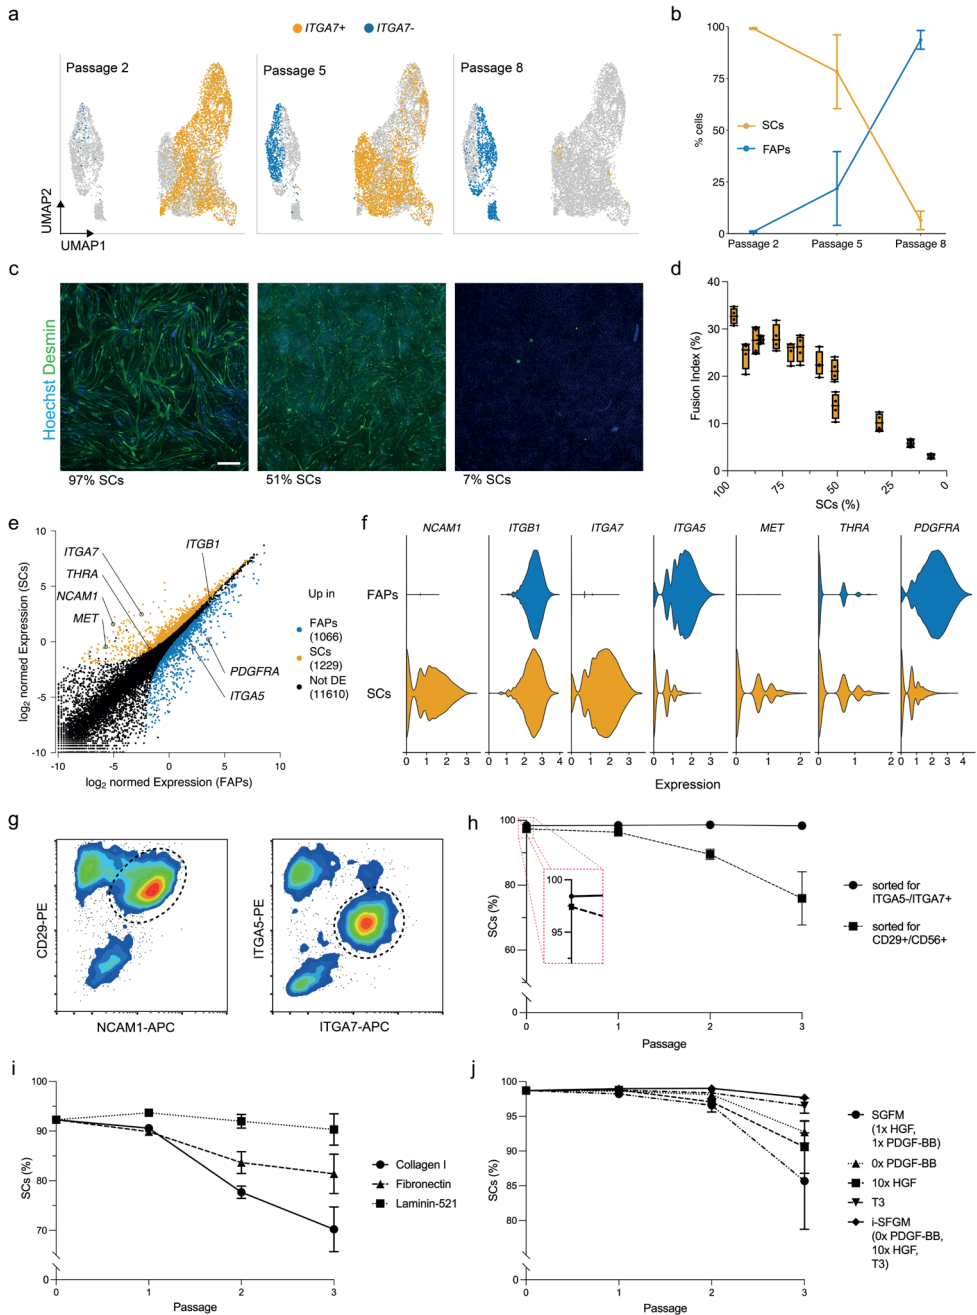 a
ITGA7+ ITGA7-
Passage 2
Passage 5
Passage 8
UMAP2
UMAP1
b
% cells
100
75
50
25
0
SCs
FAPs
Passage 2 Passage 5 Passage 8
c
Hoechst Desmin
97% SCs
51% SCs
7% SCs
d
Fusion Index (%)
40
30
20
10
0
100 75 50 25 0
SCs (%)
e
log2 normed Expression (SCs)
10
5
0
-5
-10
ITGA7
THRA
NCAM1
MET
ITGB1
PDGFRA
ITGA5
-10 -5 0 5 10
log2 normed Expression (FAPs)
Up in
FAPs
(1066)
SCs
(1229)
Not DE
(11610)
f
NCAM1 ITGB1 ITGA7 ITGA5 MET THRA PDGFRA
FAPs
SCs
0 1 2 3
0 1 2 3 4
0 1 2 3
0 1 2 3 4
0 1 2
0 1 2
0 1 2 3 4
Expression
g
CD29-PE
NCAM1-APC
ITGA5-PE
ITGA7-APC
h
SCs (%)
100
80
60
0
100
95
0 1 2 3
Passage
sorted for
ITGA5-/ITGA7+
sorted for
CD29+/CD56+
i
SCs (%)
100
90
80
70
0
0 1 2 3
Passage
Collagen I
Fibronectin
Laminin-521
j
SCs (%)
100
95
90
85
80
0
0 1 2 3
Passage
SGFM
(1x HGF,
1x PDGF-BB)
0x PDGF-BB
10x HGF
T3
i-SFGM
(0x PDGF-BB,
10x HGF,
T3)